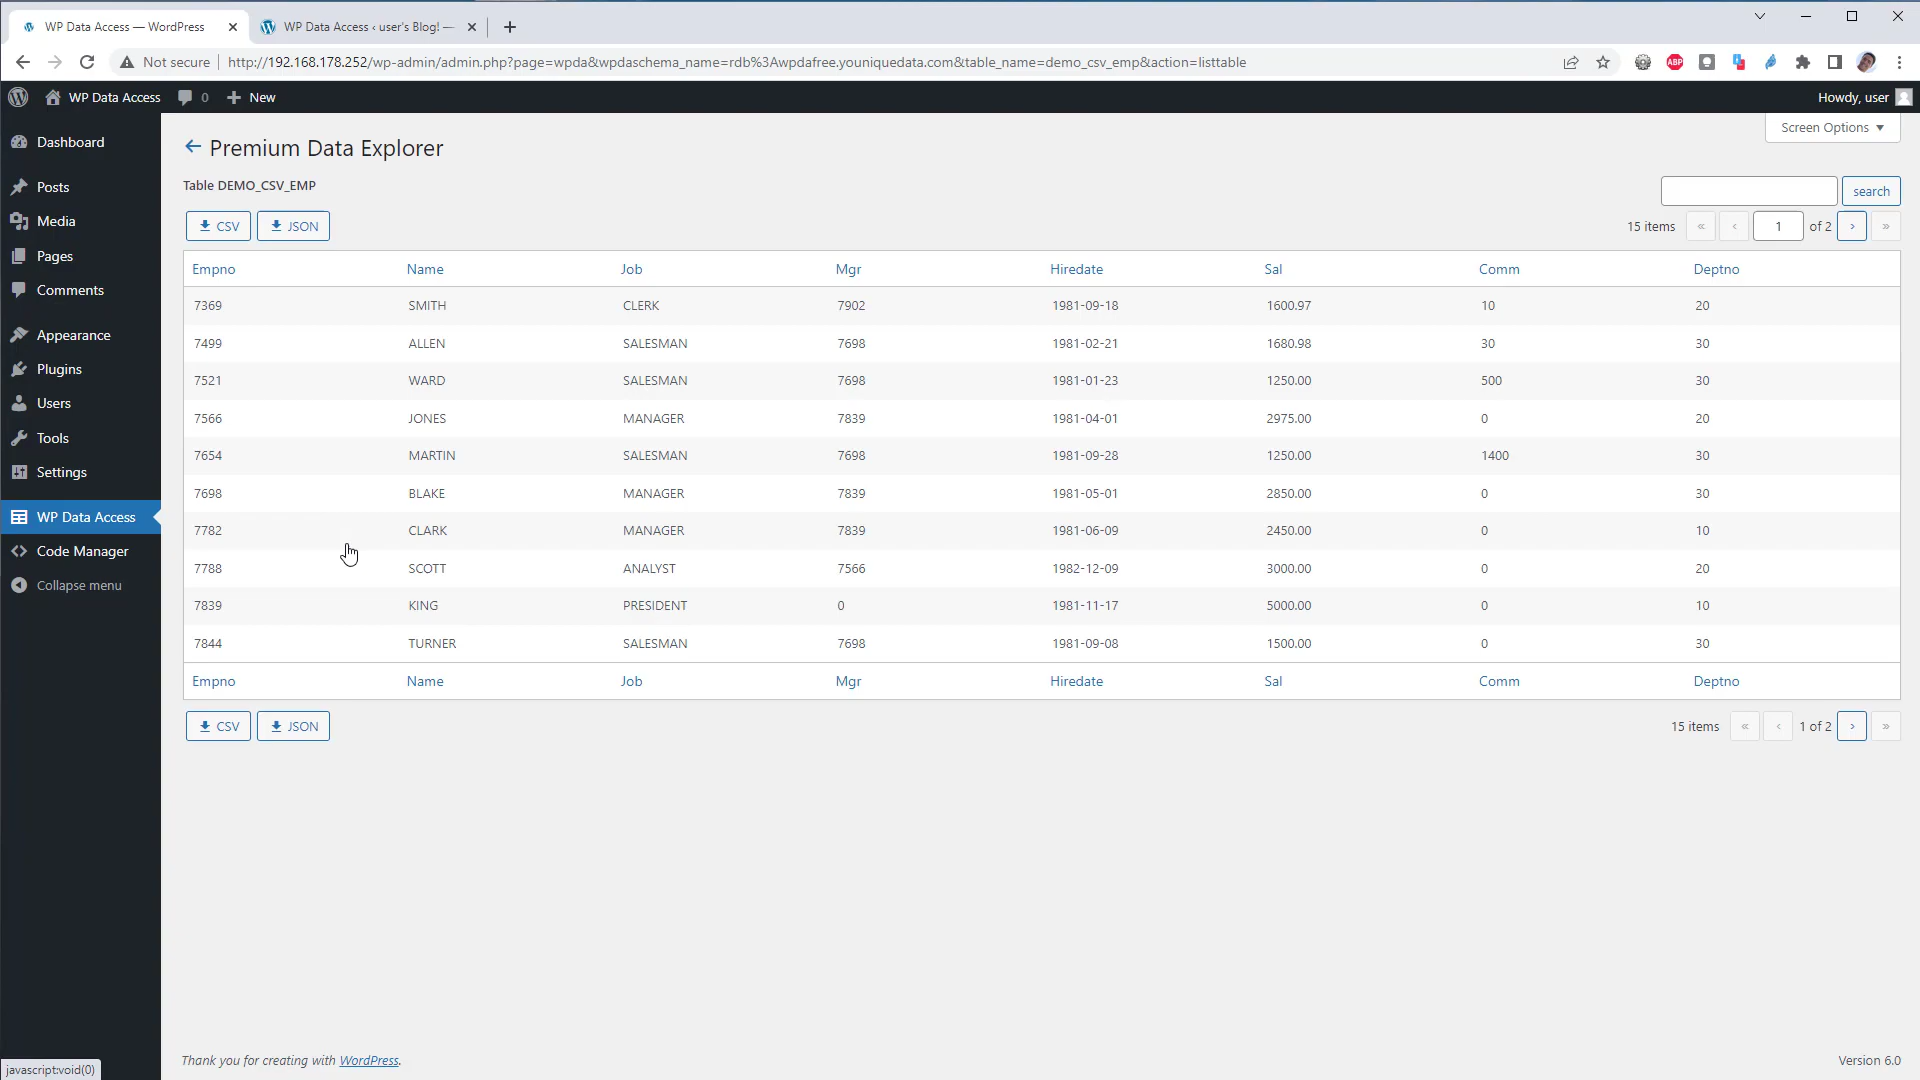 WP Data Access — WordPress
WP Data Access ‹ user's Blog! —
Not secure
http://192.168.178.252/wp-admin/admin.php?page=wpda&wpdaschema_name=rdb%3Awpdafree.youniquedata.com&table_name=demo_csv_emp&action=listtable
ABP
WP Data Access 0 New Howdy, user
Dashboard
Posts
Media
Pages
Comments
Appearance
Plugins
Users
Tools
Settings
WP Data Access
Code Manager
Collapse menu
Screen Options
Premium Data Explorer
Table DEMO_CSV_EMP
search
CSV JSON 15 items « ‹ 1 of 2 › »
Empno Name Job Mgr Hiredate Sal Comm Deptno
7369 SMITH CLERK 7902 1981-09-18 1600.97 10 20
7499 ALLEN SALESMAN 7698 1981-02-21 1680.98 30 30
7521 WARD SALESMAN 7698 1981-01-23 1250.00 500 30
7566 JONES MANAGER 7839 1981-04-01 2975.00 0 20
7654 MARTIN SALESMAN 7698 1981-09-28 1250.00 1400 30
7698 BLAKE MANAGER 7839 1981-05-01 2850.00 0 30
7782 CLARK MANAGER 7839 1981-06-09 2450.00 0 10
7788 SCOTT ANALYST 7566 1982-12-09 3000.00 0 20
7839 KING PRESIDENT 0 1981-11-17 5000.00 0 10
7844 TURNER SALESMAN 7698 1981-09-08 1500.00 0 30
Empno Name Job Mgr Hiredate Sal Comm Deptno
CSV JSON 15 items « ‹ 1 of 2 › »
Thank you for creating with WordPress. Version 6.0
javascript:void(0)